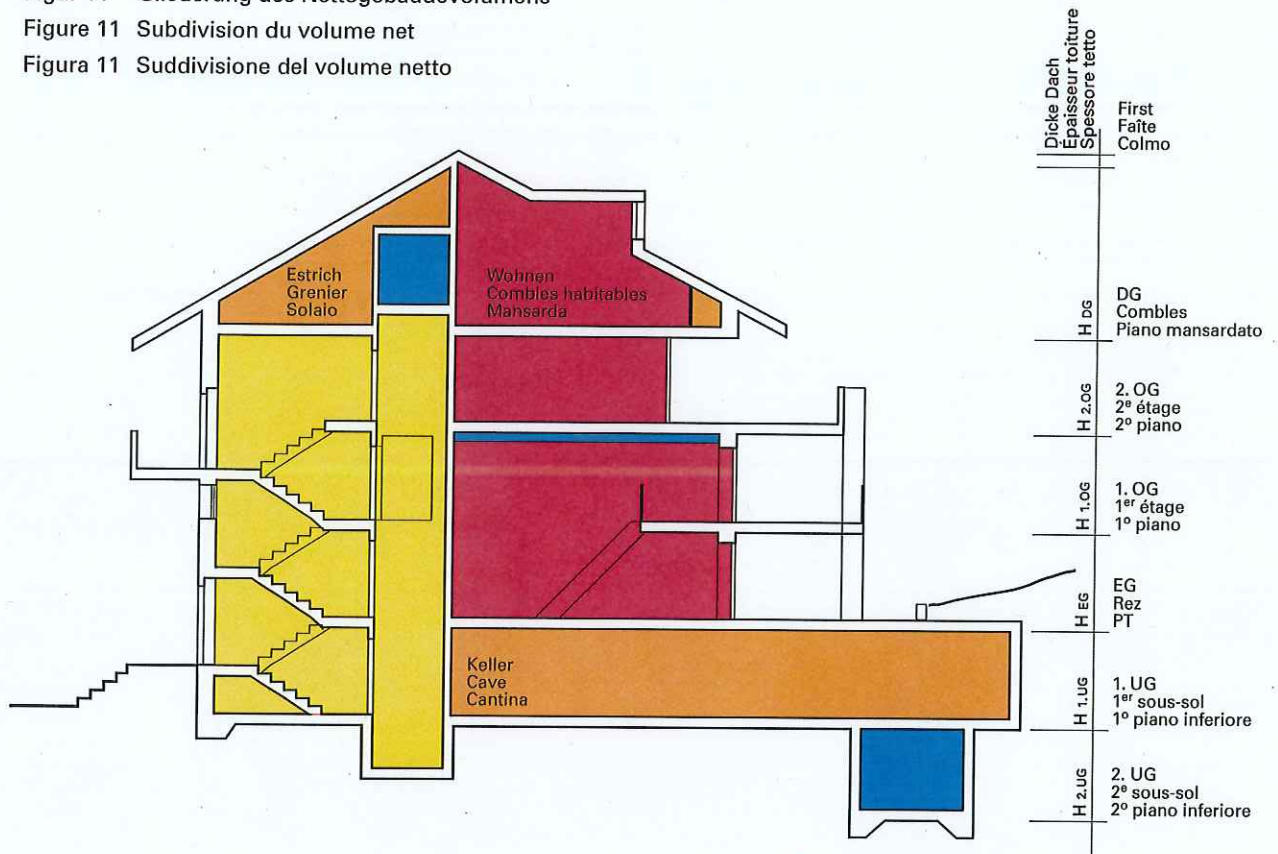 Figure 11 Subdivision du volume net
Figura 11 Suddivisione del volume netto
Dicke Dach
Épaisseur toiture
Spessore tetto
First
Faîte
Colmo
Estrich
Grenier
Solaio
Wohnen
Combles habitables
Mansarda
H DG
DG
Combles
Piano mansardato
H 2.OG
2. OG
2e étage
2o piano
H 1.OG
1. OG
1er étage
1o piano
H EG
EG
Rez
PT
Keller
Cave
Cantina
H 1.UG
1. UG
1er sous-sol
1o piano inferiore
H 2.UG
2. UG
2e sous-sol
2o piano inferiore